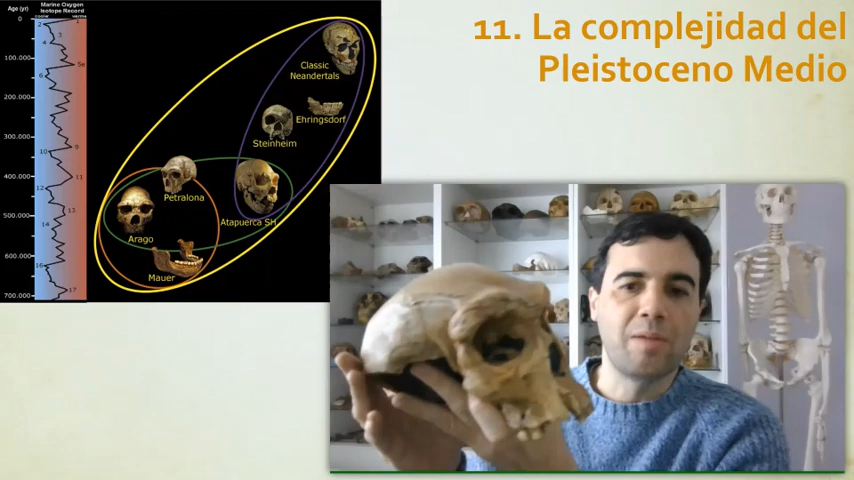 11. La complejidad del
Pleistoceno Medio
Age (yr)
Marine Oxygen
Isotope Record
0
100.000
200.000
300.000
400.000
500.000
600.000
700.000
2
1
3
4
5e
6
9
10
11
12
13
14
16
17
Classic
Neandertals
Ehringsdorf
Steinheim
Petralona
Atapuerca SH
Arago
Mauer